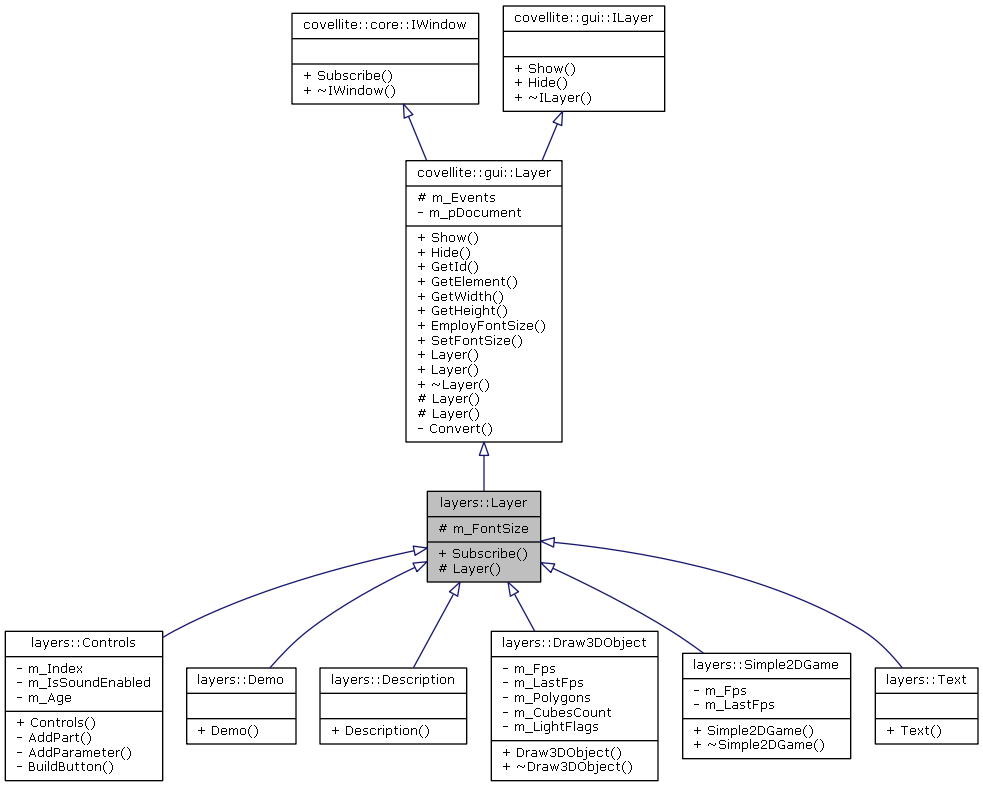 covellite::core::IWindow
+ Subscribe()
+ ~IWindow()
covellite::gui::ILayer
+ Show()
+ Hide()
+ ~ILayer()
covellite::gui::Layer
# m_Events
- m_pDocument
+ Show()
+ Hide()
+ GetId()
+ GetElement()
+ GetWidth()
+ GetHeight()
+ EmployFontSize()
+ SetFontSize()
+ Layer()
+ Layer()
+ ~Layer()
# Layer()
# Layer()
- Convert()
layers::Layer
# m_FontSize
+ Subscribe()
# Layer()
layers::Controls
- m_Index
- m_IsSoundEnabled
- m_Age
+ Controls()
- AddPart()
- AddParameter()
- BuildButton()
layers::Demo
+ Demo()
layers::Description
+ Description()
layers::Draw3DObject
- m_Fps
- m_LastFps
- m_Polygons
- m_CubesCount
- m_LightFlags
+ Draw3DObject()
+ ~Draw3DObject()
layers::Simple2DGame
- m_Fps
- m_LastFps
+ Simple2DGame()
+ ~Simple2DGame()
layers::Text
+ Text()